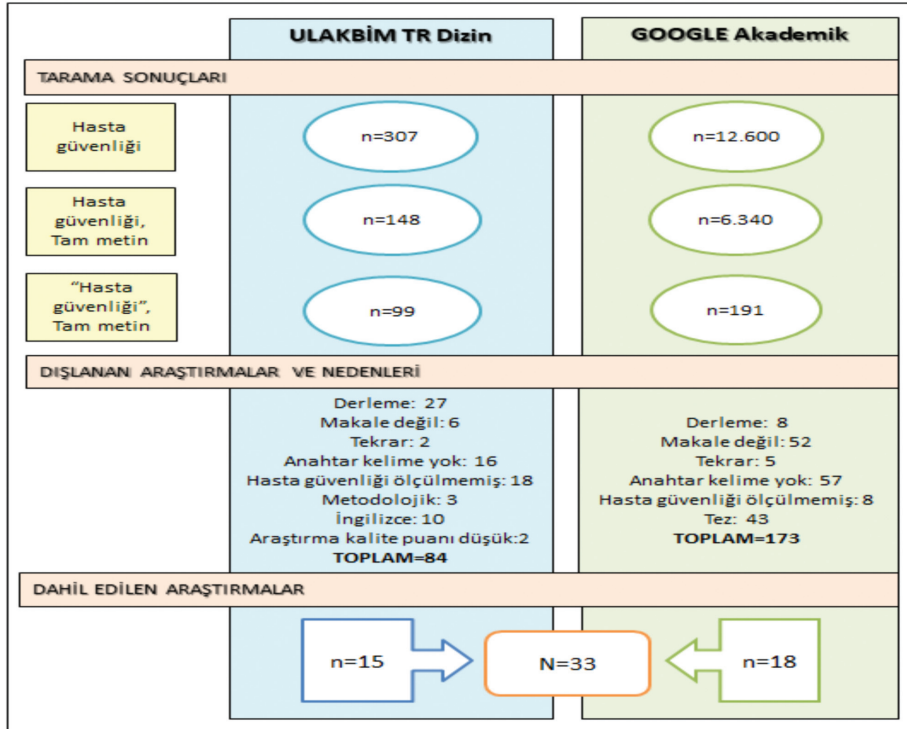 ULAKBİM TR Dizin
GOOGLE Akademik
TARAMA SONUÇLARI
Hasta
güvenliği
n=307
n=12.600
Hasta
güvenliği,
Tam metin
n=148
n=6.340
“Hasta
güvenliği”,
Tam metin
n=99
n=191
DIŞLANAN ARAŞTIRMALAR VE NEDENLERİ
Derleme: 27
Makale değil: 6
Tekrar: 2
Anahtar kelime yok: 16
Hasta güvenliği ölçülmemiş: 18
Metodolojik: 3
İngilizce: 10
Araştırma kalite puanı düşük:2
TOPLAM=84
Derleme: 8
Makale değil: 52
Tekrar: 5
Anahtar kelime yok: 57
Hasta güvenliği ölçülmemiş: 8
Tez: 43
TOPLAM=173
DAHİL EDİLEN ARAŞTIRMALAR
n=15
N=33
n=18